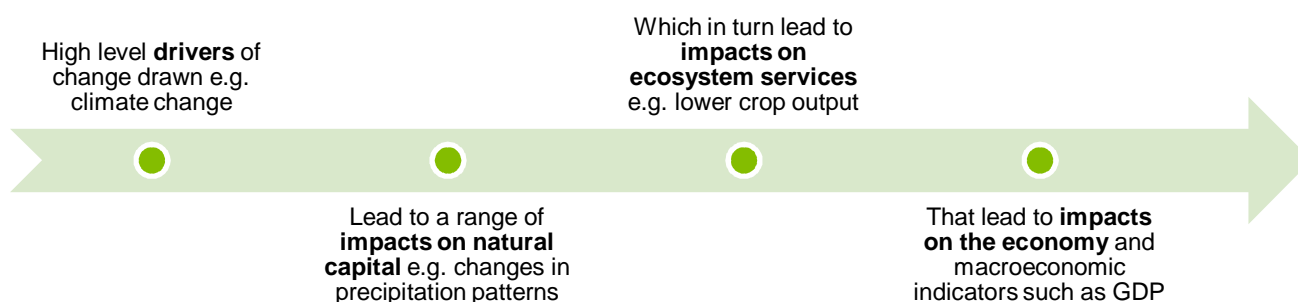 High level drivers of
change drawn e.g.
climate change
Lead to a range of
impacts on natural
capital e.g. changes in
precipitation patterns
Which in turn lead to
impacts on
ecosystem services
e.g. lower crop output
That lead to impacts
on the economy and
macroeconomic
indicators such as GDP